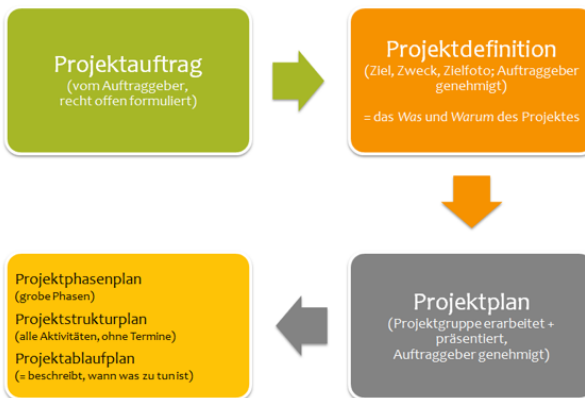 Projektauftrag
(vom Auftraggeber,
recht offen formuliert)
Projektdefinition
(Ziel, Zweck, Zielfoto; Auftraggeber
genehmigt)
= das Was und Warum des Projektes
Projektplan
(Projektgruppe erarbeitet +
präsentiert,
Auftraggeber genehmigt)
Projektphasenplan
(grobe Phasen)
Projektstrukturplan
(alle Aktivitäten, ohne Termine)
Projektablaufplan
(= beschreibt, wann was zu tun ist)